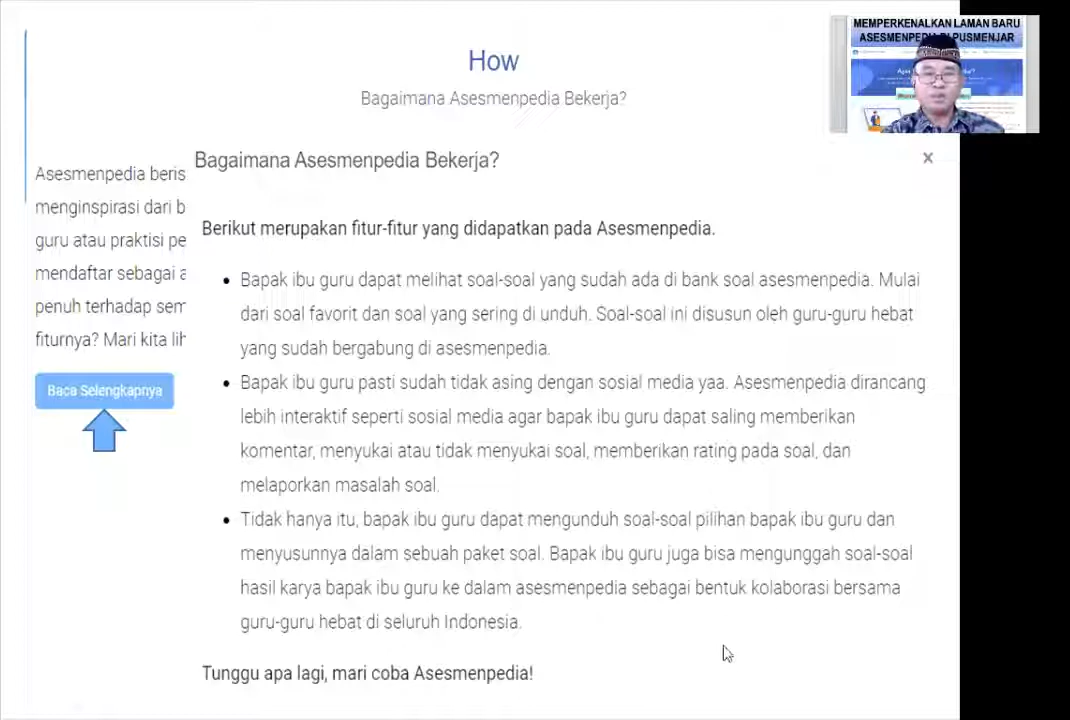 MEMPERKENALKAN LAMAN BARU
ASESMENPEDIA DI PUSMENJAR
How
Bagaimana Asesmenpedia Bekerja?
Bagaimana Asesmenpedia Bekerja?
×
Asesmenpedia beris
menginspirasi dari b
guru atau praktisi pe
mendaftar sebagai a
penuh terhadap sem
fiturnya? Mari kita lih
Baca Selengkapnya
Berikut merupakan fitur-fitur yang didapatkan pada Asesmenpedia.
• Bapak ibu guru dapat melihat soal-soal yang sudah ada di bank soal asesmenpedia. Mulai
dari soal favorit dan soal yang sering di unduh. Soal-soal ini disusun oleh guru-guru hebat
yang sudah bergabung di asesmenpedia.
• Bapak ibu guru pasti sudah tidak asing dengan sosial media yaa. Asesmenpedia dirancang
lebih interaktif seperti sosial media agar bapak ibu guru dapat saling memberikan
komentar, menyukai atau tidak menyukai soal, memberikan rating pada soal, dan
melaporkan masalah soal.
• Tidak hanya itu, bapak ibu guru dapat mengunduh soal-soal pilihan bapak ibu guru dan
menyusunnya dalam sebuah paket soal. Bapak ibu guru juga bisa mengunggah soal-soal
hasil karya bapak ibu guru ke dalam asesmenpedia sebagai bentuk kolaborasi bersama
guru-guru hebat di seluruh Indonesia.
Tunggu apa lagi, mari coba Asesmenpedia!